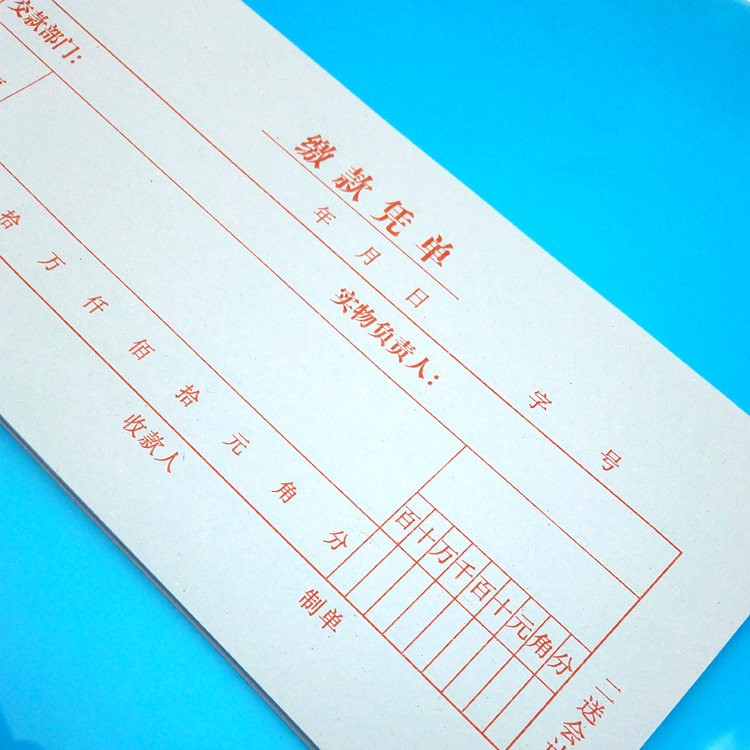 缴款凭单
年 月 日
字 号
交款部门：
实物负责人：
百十万千百十元角分
拾 万 仟 佰 拾 元 角 分
收款人
制单
二送会